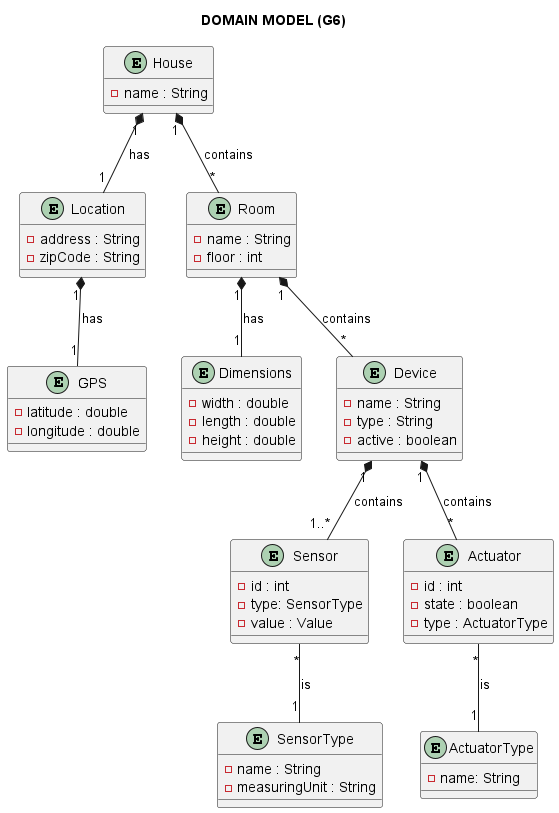 DOMAIN MODEL (G6)
E House
name : String
1 1
has contains
1 *
E Location E Room
address : String name : String
zipCode : String floor : int
1 1 1
has has contains
1 1 *
E GPS E Dimensions E Device
latitude : double width : double name : String
longitude : double length : double type : String
height : double active : boolean
1 1
contains contains
1..* *
E Sensor E Actuator
id : int id : int
type: SensorType state : boolean
value : Value type : ActuatorType
* *
is is
1 1
E SensorType E ActuatorType
name : String name: String
measuringUnit : String